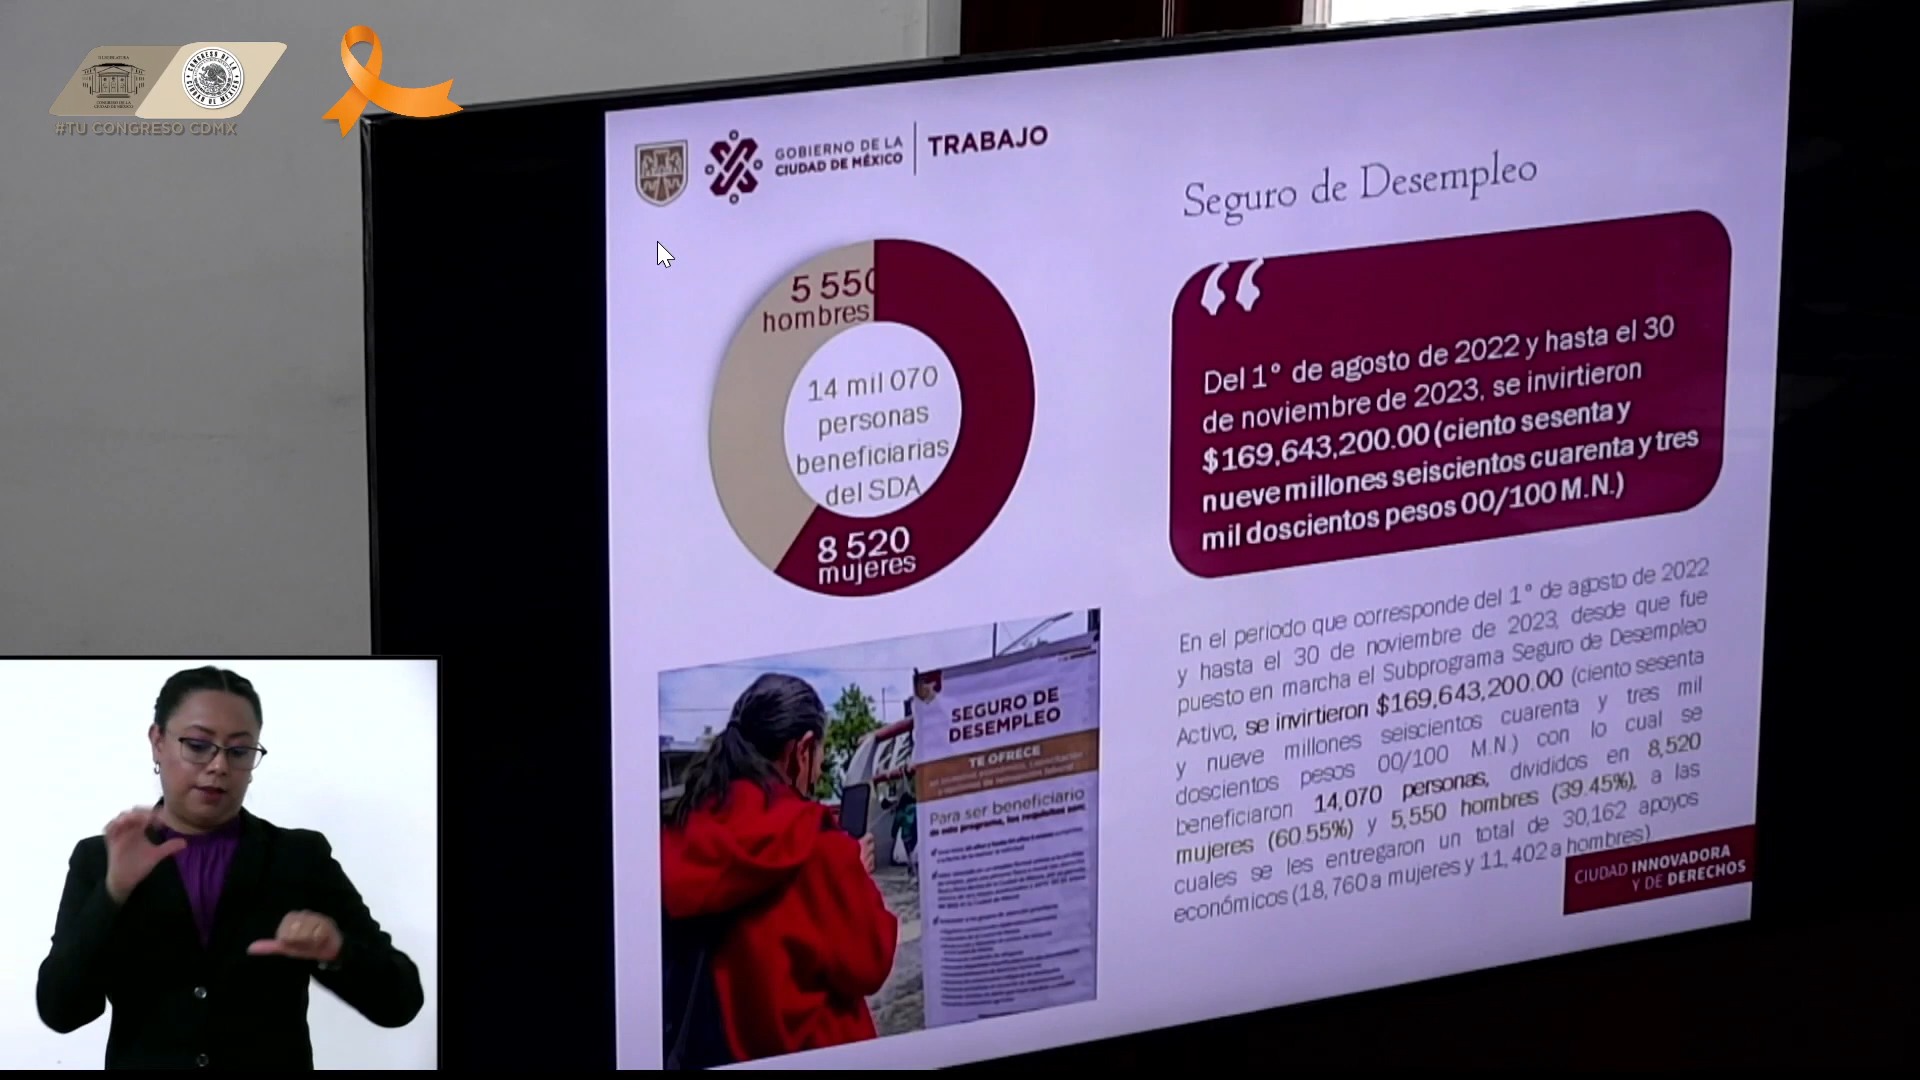 #TU CONGRESO CDMX
GOBIERNO DE LA
CIUDAD DE MÉXICO
TRABAJO
5 550
hombres
14 mil 070
personas
beneficiarias
del SDA
8 520
mujeres
Seguro de Desempleo
“
Del 1° de agosto de 2022 y hasta el 30
de noviembre de 2023, se invirtieron
$169,643,200.00 (ciento sesenta y
nueve millones seiscientos cuarenta y tres
mil doscientos pesos 00/100 M.N.)
En el periodo que corresponde del 1° de agosto de 2022
y hasta el 30 de noviembre de 2023, desde que fue
puesto en marcha el Subprograma Seguro de Desempleo
Activo, se invirtieron $169,643,200.00 (ciento sesenta
y nueve millones seiscientos cuarenta y tres mil
doscientos pesos 00/100 M.N.) con lo cual se
beneficiaron 14,070 personas, divididos en 8,520
mujeres (60.55%) y 5,550 hombres (39.45%), a las
cuales se les entregaron un total de 30,162 apoyos
económicos (18,760 a mujeres y 11,402 a hombres)
CIUDAD INNOVADORA
Y DE DERECHOS
SEGURO DE
DESEMPLEO
TE OFRECE
Para ser beneficiario
de este programa, los requisitos son: